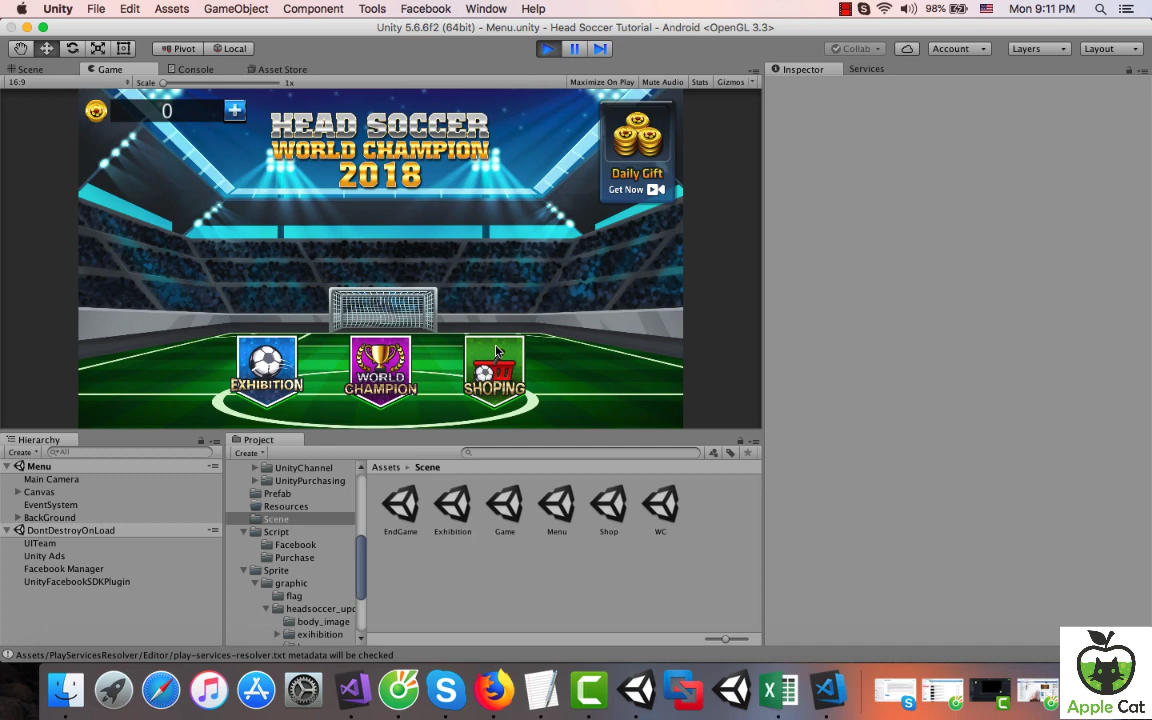 Unity File Edit Assets GameObject Component Tools Facebook Window Help 98% Mon 9:11 PM
Unity 5.6.6f2 (64bit) - Menu.unity - Head Soccer Tutorial - Android <OpenGL 3.3>
Pivot Local Collab Account Layers Layout
Scene Game Console Asset Store Inspector Services
16:9 Scale 1x Maximize On Play Mute Audio Stats Gizmos
0
HEAD SOCCER
WORLD CHAMPION
2018
Daily Gift
Get Now
EXHIBITION
WORLD
CHAMPION
SHOPING
Hierarchy
Create All
Menu
Main Camera
Canvas
EventSystem
BackGround
DontDestroyOnLoad
UITeam
Unity Ads
Facebook Manager
UnityFacebookSDKPlugin
Project
Create
UnityChannel
UnityPurchasing
Prefab
Resources
Scene
Script
Facebook
Purchase
Sprite
graphic
flag
headsoccer_upd
body_image
exihibition
Assets Scene
EndGame Exhibition Game Menu Shop WC
Assets/PlayServicesResolver/Editor/play-services-resolver.txt metadata will be checked
Apple Cat